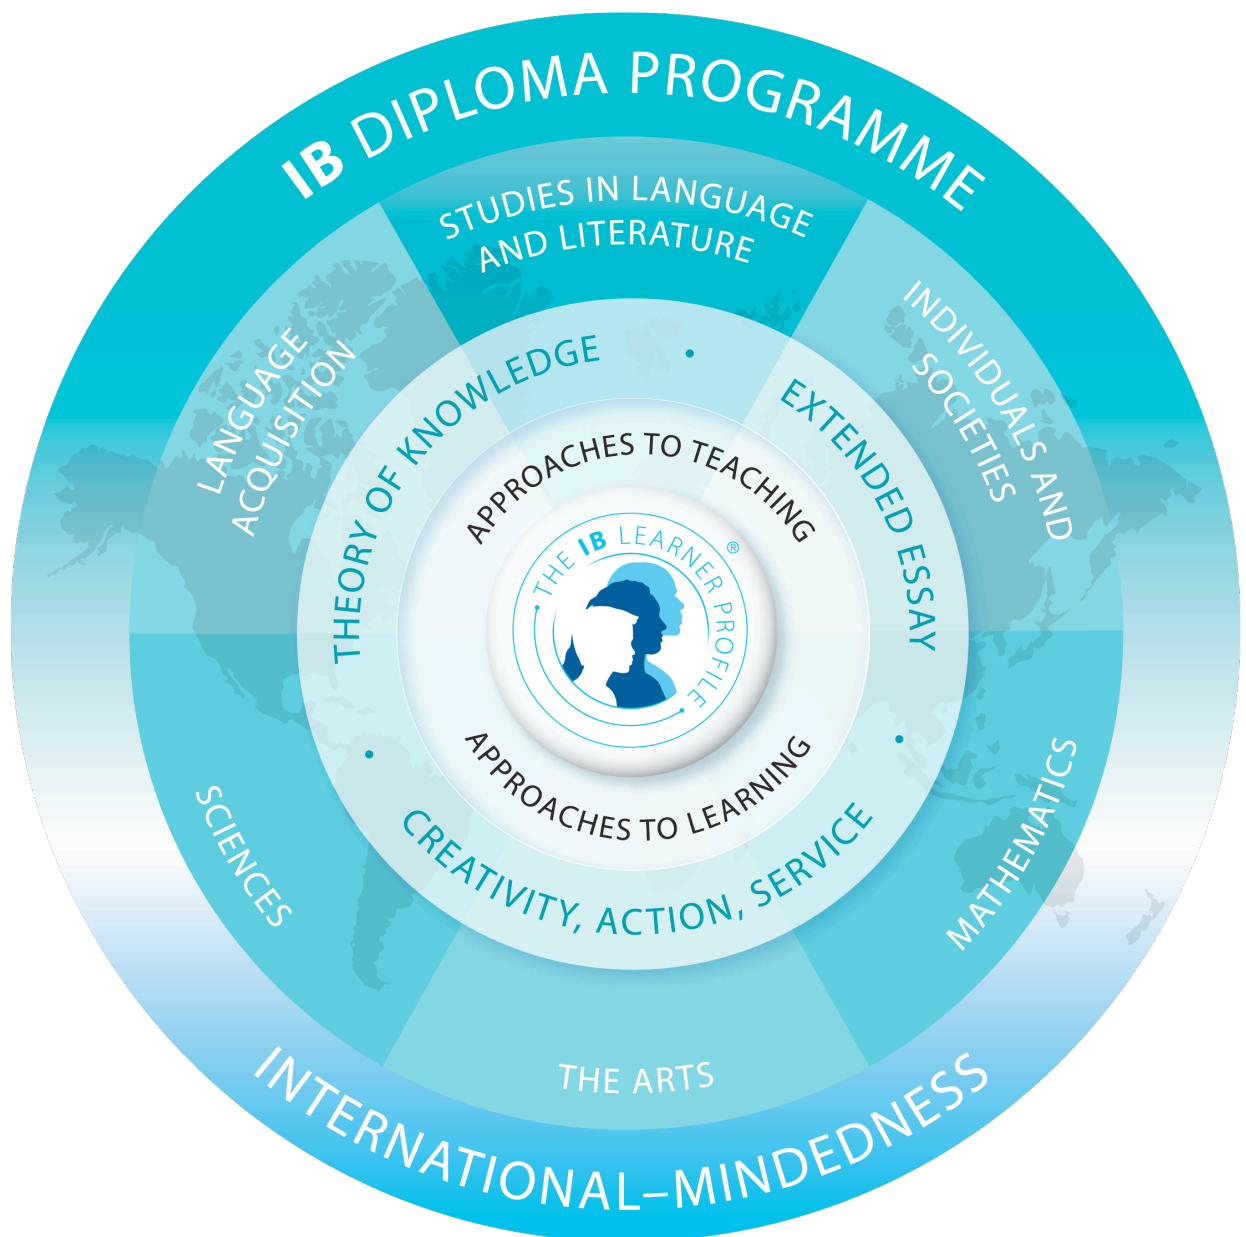 IB DIPLOMA PROGRAMME
STUDIES IN LANGUAGE
AND LITERATURE
LANGUAGE
ACQUISITION
INDIVIDUALS AND
SOCIETIES
THEORY OF KNOWLEDGE •
EXTENDED ESSAY •
APPROACHES TO TEACHING
THE IB LEARNER PROFILE ®
APPROACHES TO LEARNING
CREATIVITY, ACTION, SERVICE •
SCIENCES
MATHEMATICS
THE ARTS
INTERNATIONAL–MINDEDNESS